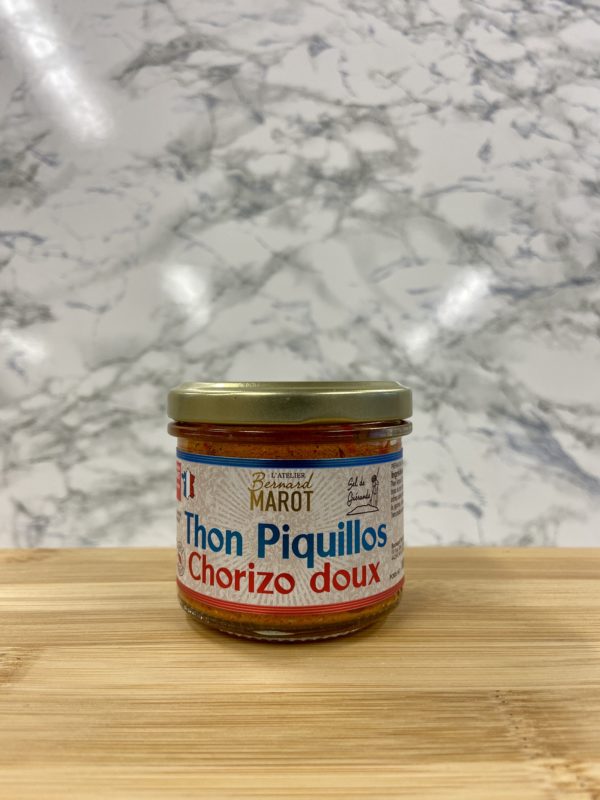 L'ATELIER
Bernard
MAROT
Sel de
Guérande
Thon Piquillos
Chorizo doux